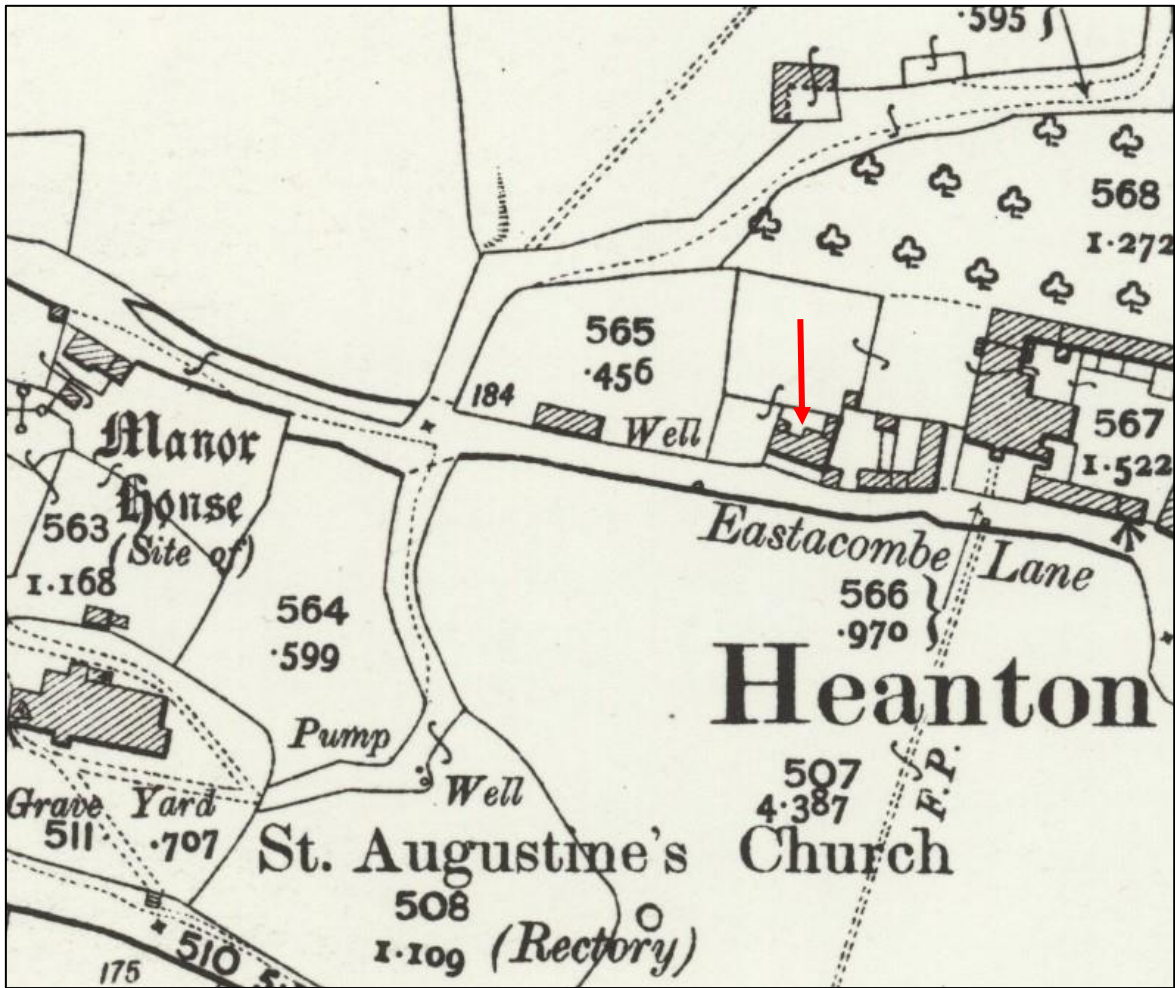 ·595
568
1·272
565
·456
184
Well
567
1·522
Manor
House
(Site of)
563
1·168
Eastacombe Lane
566
·970
564
·599
Heanton
Pump
Well
507
4·387
F.P.
Grave Yard
511
·707
St. Augustine's Church
508
1·109
(Rectory)
510
175